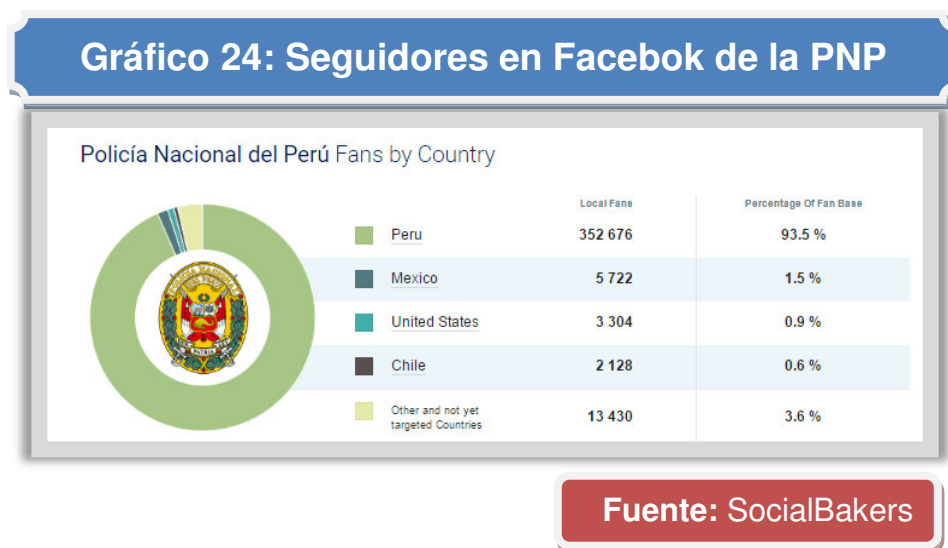 Gráfico 24: Seguidores en Facebok de la PNP
Policía Nacional del Perú Fans by Country
Local Fans Percentage Of Fan Base
Peru 352 676 93.5 %
Mexico 5 722 1.5 %
United States 3 304 0.9 %
Chile 2 128 0.6 %
Other and not yet
targeted Countries 13 430 3.6 %
Fuente: SocialBakers